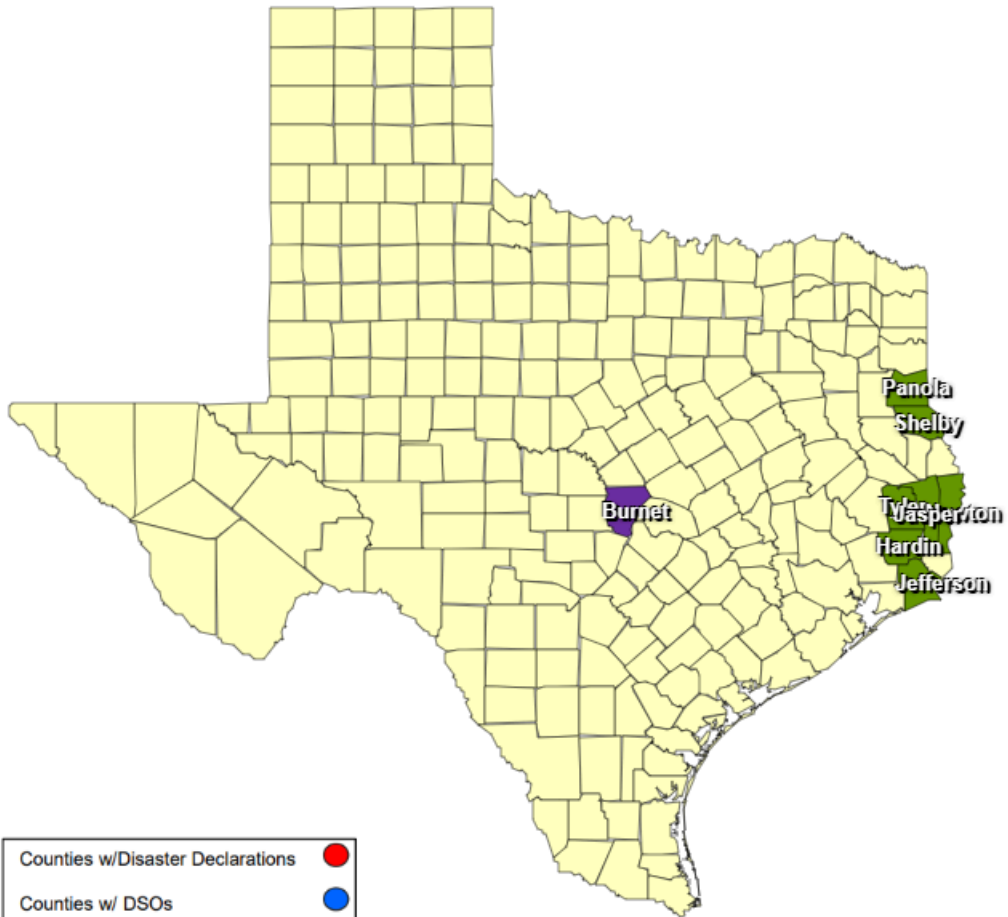 Panola
Shelby
Burnet
Jasper
Hardin
Jefferson
Counties w/Disaster Declarations
Counties w/ DSOs